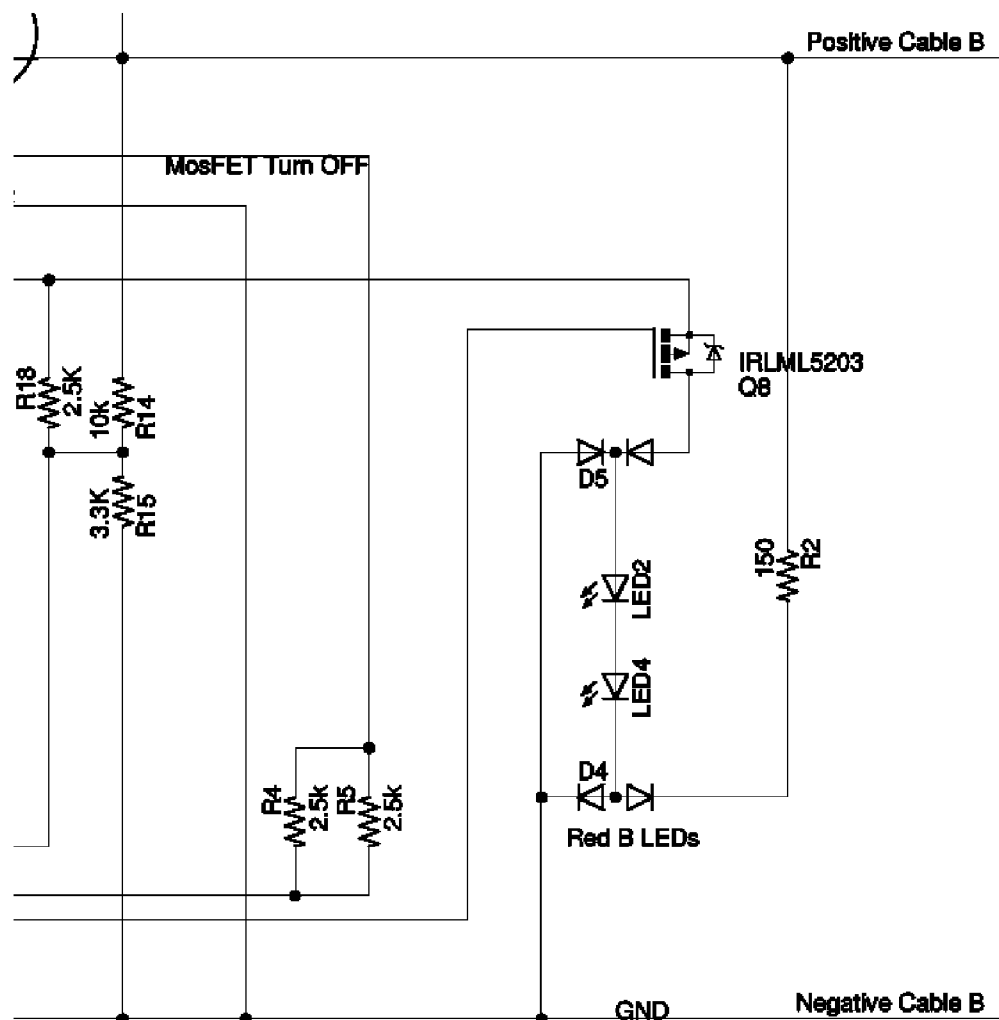 Positive Cable B
MosFET Turn OFF
R18
2.5K
10k
R14
IRLML5203
Q8
3.3K
R15
D5
150
R2
LED2
LED4
D4
R4
2.5k
R5
2.5k
Red B LEDs
GND
Negative Cable B